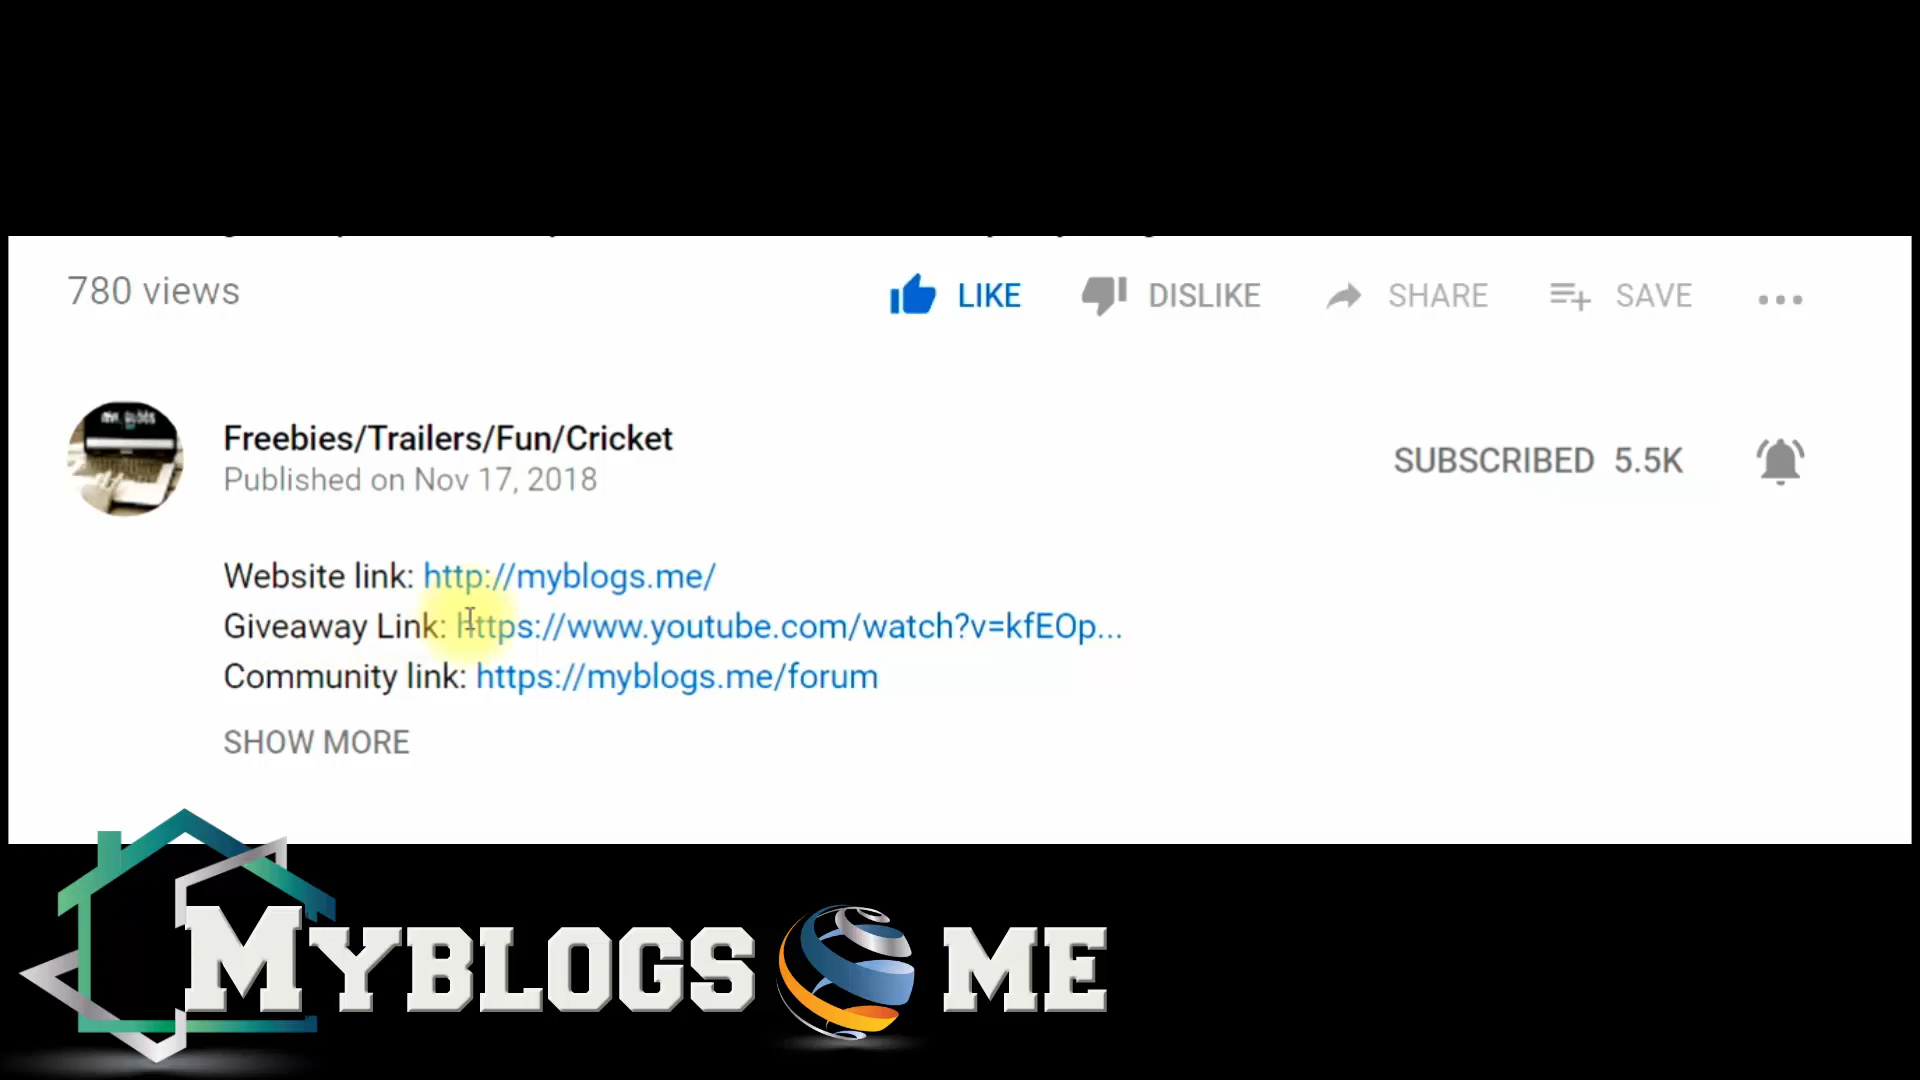 780 views
LIKE
DISLIKE
SHARE
SAVE
Freebies/Trailers/Fun/Cricket
Published on Nov 17, 2018
SUBSCRIBED 5.5K
Website link: http://myblogs.me/
Giveaway Link: https://www.youtube.com/watch?v=kfEOp...
Community link: https://myblogs.me/forum
SHOW MORE
MYBLOGS ME